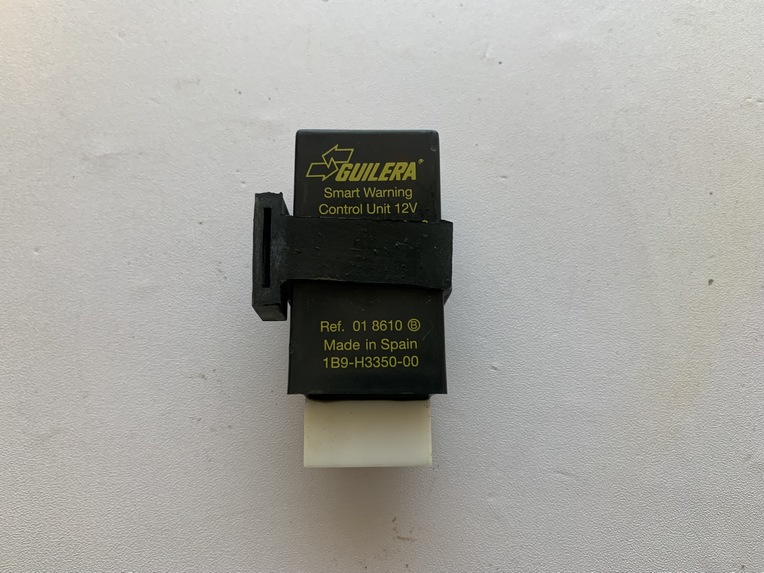 GUILERA®
Smart Warning
Control Unit 12V
Ref. 01 8610 Ⓑ
Made in Spain
1B9-H3350-00